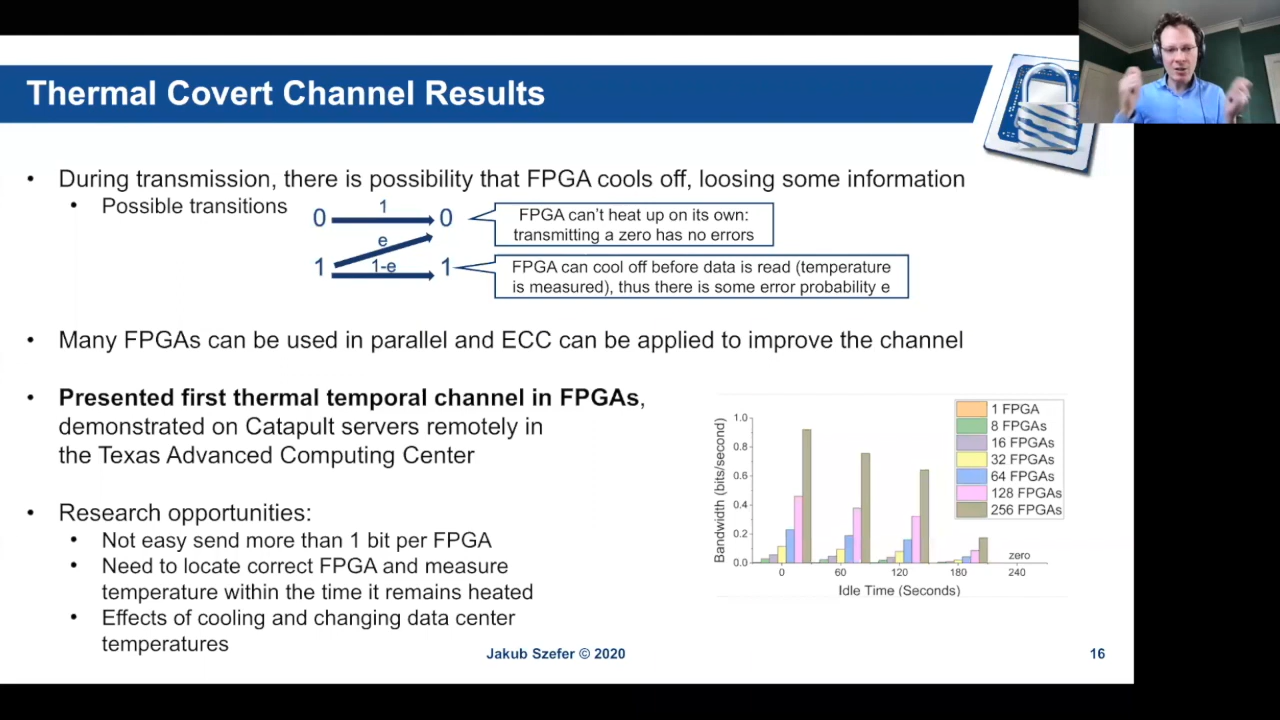 Thermal Covert Channel Results
• During transmission, there is possibility that FPGA cools off, loosing some information
• Possible transitions
0 1 0
e
1 1-e 1
FPGA can't heat up on its own:
transmitting a zero has no errors
FPGA can cool off before data is read (temperature
is measured), thus there is some error probability e
• Many FPGAs can be used in parallel and ECC can be applied to improve the channel
• Presented first thermal temporal channel in FPGAs,
demonstrated on Catapult servers remotely in
the Texas Advanced Computing Center
• Research opportunities:
• Not easy send more than 1 bit per FPGA
• Need to locate correct FPGA and measure
temperature within the time it remains heated
• Effects of cooling and changing data center
temperatures
Bandwidth (bits/second)
1.0
0.8
0.6
0.4
0.2
0.0
0 60 120 180 240
zero
Idle Time (Seconds)
1 FPGA
8 FPGAs
16 FPGAs
32 FPGAs
64 FPGAs
128 FPGAs
256 FPGAs
Jakub Szefer © 2020
16